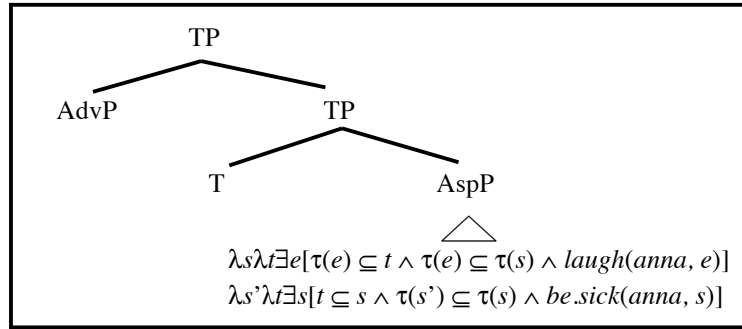 TP
AdvP TP
T AspP
λsλt∃e[τ(e) ⊆ t ∧ τ(e) ⊆ τ(s) ∧ laugh(anna, e)]
λs’λt∃s[t ⊆ s ∧ τ(s’) ⊆ τ(s) ∧ be.sick(anna, s)]